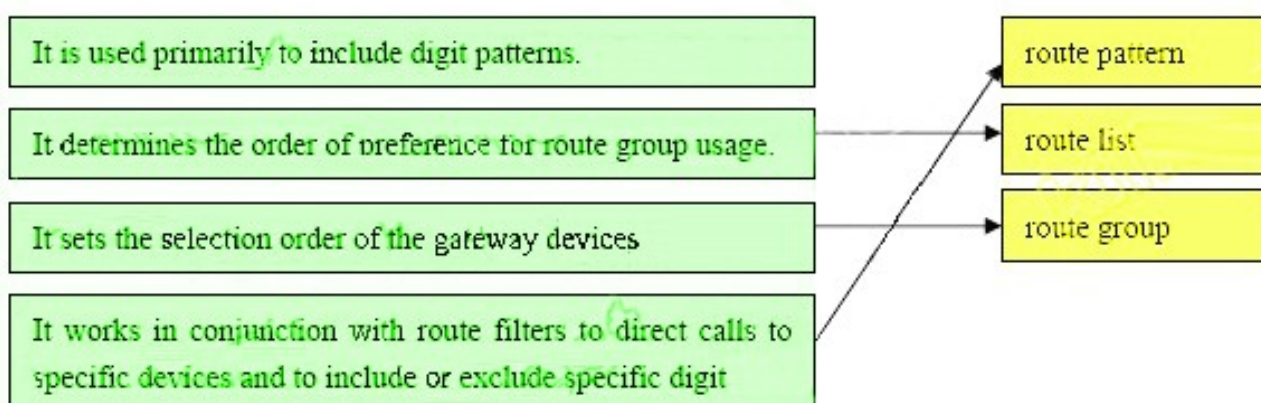 It is used primarily to include digit patterns.
route pattern
It determines the order of preference for route group usage.
route list
It sets the selection order of the gateway devices
route group
It works in conjunction with route filters to direct calls to
specific devices and to include or exclude specific digit